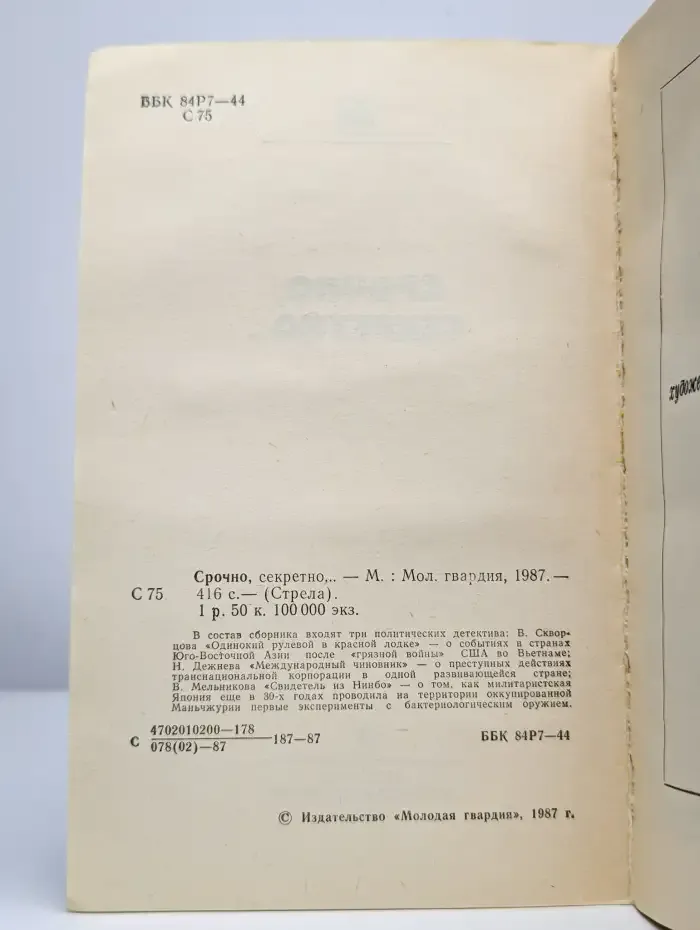 ББК 84Р7—44
С 75
Срочно, секретно... — М. : Мол. гвардия, 1987.—
С 75 416 с.— (Стрела).
1 р. 50 к. 100 000 экз.
В состав сборника входят три политических детектива: В. Сквор-
цова «Одинокий рулевой в красной лодке» — о событиях в странах
Юго-Восточной Азии после «грязной войны» США во Вьетнаме;
Н. Дежнева «Международный чиновник» — о преступных действиях
транснациональной корпорации в одной развивающейся стране;
В. Мельникова «Свидетель из Нинбо» — о том, как милитаристская
Япония еще в 30-х годах проводила из территории оккупированной
Маньчжурии первые эксперименты с бактериологическим оружием.
С 4702010200—178
078(02)—87 187—87 ББК 84Р7—44
© Издательство «Молодая гвардия», 1987 г.
художе